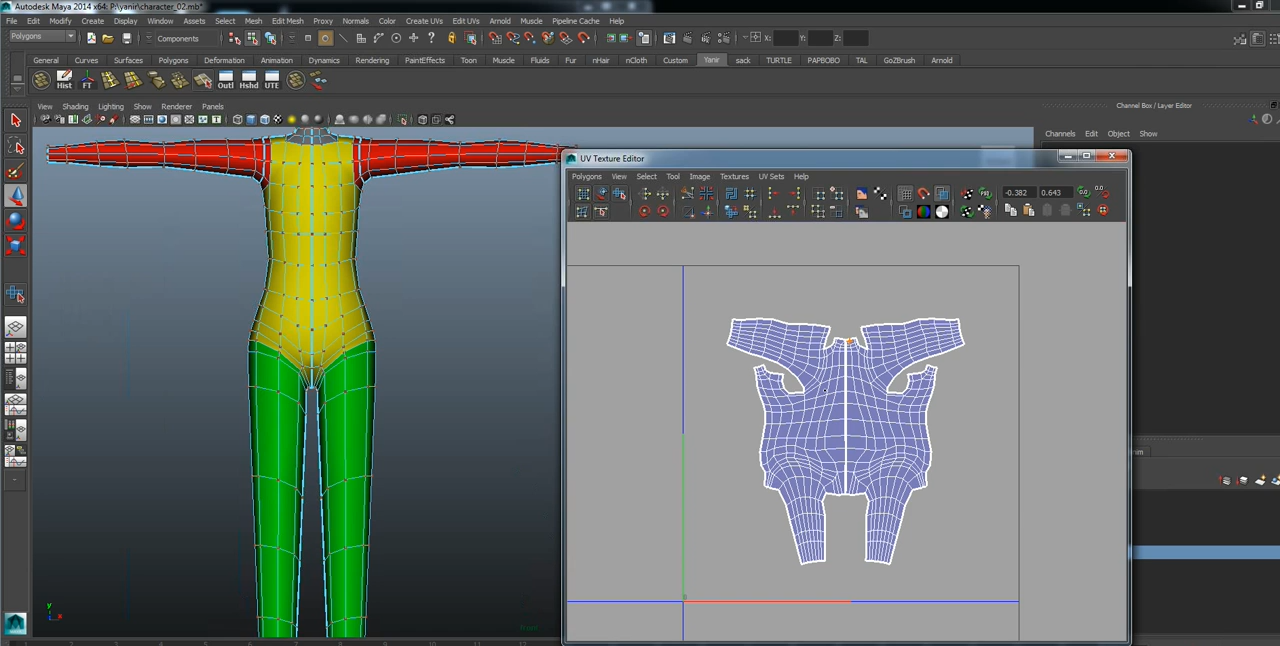 Autodesk Maya 2014 x64: P:\yanir\character_02.mb*
File Edit Modify Create Display Window Assets Select Mesh Edit Mesh Proxy Normals Color Create UVs Edit UVs Arnold Muscle Pipeline Cache Help
Polygons Components X: Y: Z:
General Curves Surfaces Polygons Deformation Animation Dynamics Rendering PaintEffects Toon Muscle Fluids Fur nHair nCloth Custom Yanir sack TURTLE PAPBOBO TAL GoZBrush Arnold
Hist FT Outl Hshd UTE
View Shading Lighting Show Renderer Panels
Channel Box / Layer Editor
Channels Edit Object Show
UV Texture Editor
Polygons View Select Tool Image Textures UV Sets Help
-0.382 0.643
y
x